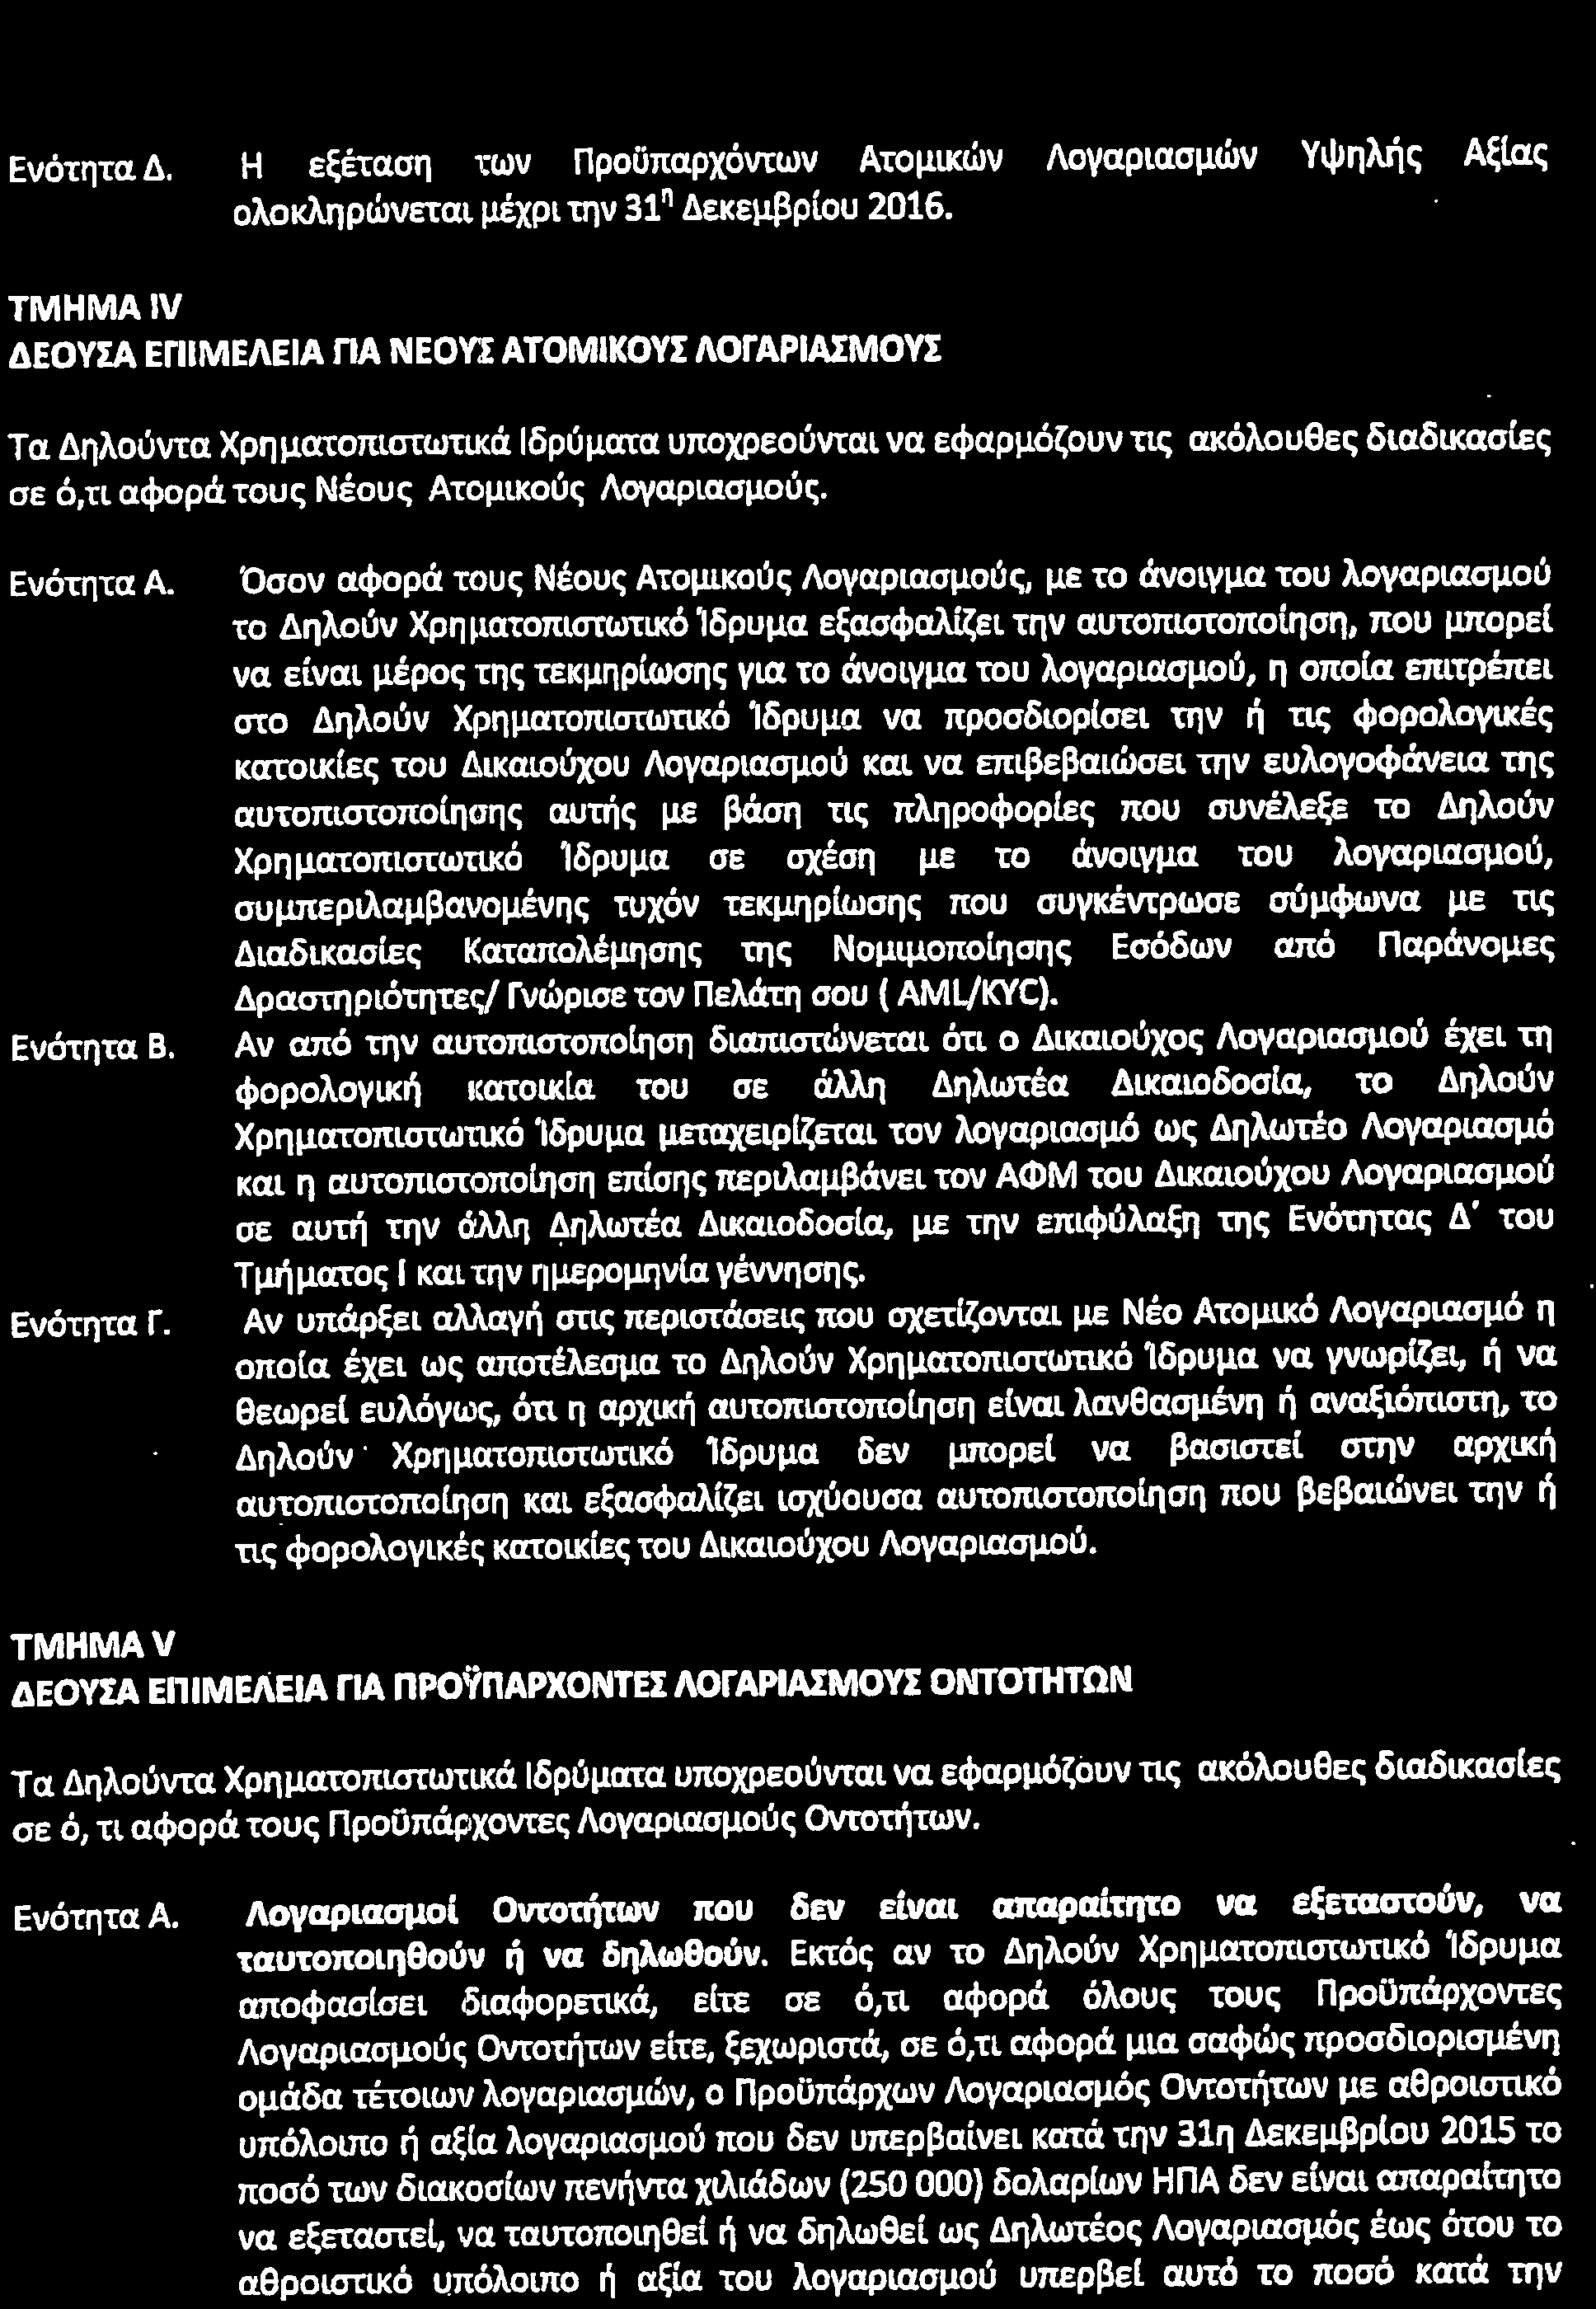 Ενότητα Δ. Η εξέταση των Προϋπαρχόντων Ατομικών Λογαριασμών Υψηλής Αξίας
ολοκληρώνεται μέχρι την 31η Δεκεμβρίου 2016.
ΤΜΗΜΑ IV
ΔΕΟΥΣΑ ΕΠΙΜΕΛΕΙΑ ΓΙΑ ΝΕΟΥΣ ΑΤΟΜΙΚΟΥΣ ΛΟΓΑΡΙΑΣΜΟΥΣ
Τα Δηλούντα Χρηματοπιστωτικά Ιδρύματα υποχρεούνται να εφαρμόζουν τις ακόλουθες διαδικασίες
σε ό,τι αφορά τους Νέους Ατομικούς Λογαριασμούς.
Ενότητα Α. Όσον αφορά τους Νέους Ατομικούς Λογαριασμούς, με το άνοιγμα του λογαριασμού
το Δηλούν Χρηματοπιστωτικό Ίδρυμα εξασφαλίζει την αυτοπιστοποίηση, που μπορεί
να είναι μέρος της τεκμηρίωσης για το άνοιγμα του λογαριασμού, η οποία επιτρέπει
στο Δηλούν Χρηματοπιστωτικό Ίδρυμα να προσδιορίσει την ή τις φορολογικές
κατοικίες του Δικαιούχου Λογαριασμού και να επιβεβαιώσει την ευλογοφάνεια της
αυτοπιστοποίησης αυτής με βάση τις πληροφορίες που συνέλεξε το Δηλούν
Χρηματοπιστωτικό Ίδρυμα σε σχέση με το άνοιγμα του λογαριασμού,
συμπεριλαμβανομένης τυχόν τεκμηρίωσης που συγκέντρωσε σύμφωνα με τις
Διαδικασίες Καταπολέμησης της Νομιμοποίησης Εσόδων από Παράνομες
Δραστηριότητες/ Γνώρισε τον Πελάτη σου ( AML/KYC).
Ενότητα Β. Αν από την αυτοπιστοποίηση διαπιστώνεται ότι ο Δικαιούχος Λογαριασμού έχει τη
φορολογική κατοικία του σε άλλη Δηλωτέα Δικαιοδοσία, το Δηλούν
Χρηματοπιστωτικό Ίδρυμα μεταχειρίζεται τον λογαριασμό ως Δηλωτέο Λογαριασμό
και η αυτοπιστοποίηση επίσης περιλαμβάνει τον ΑΦΜ του Δικαιούχου Λογαριασμού
σε αυτή την άλλη Δηλωτέα Δικαιοδοσία, με την επιφύλαξη της Ενότητας Δ' του
Τμήματος Ι και την ημερομηνία γέννησης.
Ενότητα Γ. Αν υπάρξει αλλαγή στις περιστάσεις που σχετίζονται με Νέο Ατομικό Λογαριασμό η
οποία έχει ως αποτέλεσμα το Δηλούν Χρηματοπιστωτικό Ίδρυμα να γνωρίζει, ή να
θεωρεί ευλόγως, ότι η αρχική αυτοπιστοποίηση είναι λανθασμένη ή αναξιόπιστη, το
Δηλούν Χρηματοπιστωτικό Ίδρυμα δεν μπορεί να βασιστεί στην αρχική
αυτοπιστοποίηση και εξασφαλίζει ισχύουσα αυτοπιστοποίηση που βεβαιώνει την ή
τις φορολογικές κατοικίες του Δικαιούχου Λογαριασμού.
ΤΜΗΜΑ V
ΔΕΟΥΣΑ ΕΠΙΜΕΛΕΙΑ ΓΙΑ ΠΡΟΫΠΑΡΧΟΝΤΕΣ ΛΟΓΑΡΙΑΣΜΟΥΣ ΟΝΤΟΤΗΤΩΝ
Τα Δηλούντα Χρηματοπιστωτικά Ιδρύματα υποχρεούνται να εφαρμόζουν τις ακόλουθες διαδικασίες
σε ό, τι αφορά τους Προϋπάρχοντες Λογαριασμούς Οντοτήτων.
Ενότητα Α. Λογαριασμοί Οντοτήτων που δεν είναι απαραίτητο να εξεταστούν, να
ταυτοποιηθούν ή να δηλωθούν. Εκτός αν το Δηλούν Χρηματοπιστωτικό Ίδρυμα
αποφασίσει διαφορετικά, είτε σε ό,τι αφορά όλους τους Προϋπάρχοντες
Λογαριασμούς Οντοτήτων είτε, ξεχωριστά, σε ό,τι αφορά μια σαφώς προσδιορισμένη
ομάδα τέτοιων λογαριασμών, ο Προϋπάρχων Λογαριασμός Οντοτήτων με αθροιστικό
υπόλοιπο ή αξία λογαριασμού που δεν υπερβαίνει κατά την 31η Δεκεμβρίου 2015 το
ποσό των διακοσίων πενήντα χιλιάδων (250 000) δολαρίων ΗΠΑ δεν είναι απαραίτητο
να εξεταστεί, να ταυτοποιηθεί ή να δηλωθεί ως Δηλωτέος Λογαριασμός έως ότου το
αθροιστικό υπόλοιπο ή αξία του λογαριασμού υπερβεί αυτό το ποσό κατά την